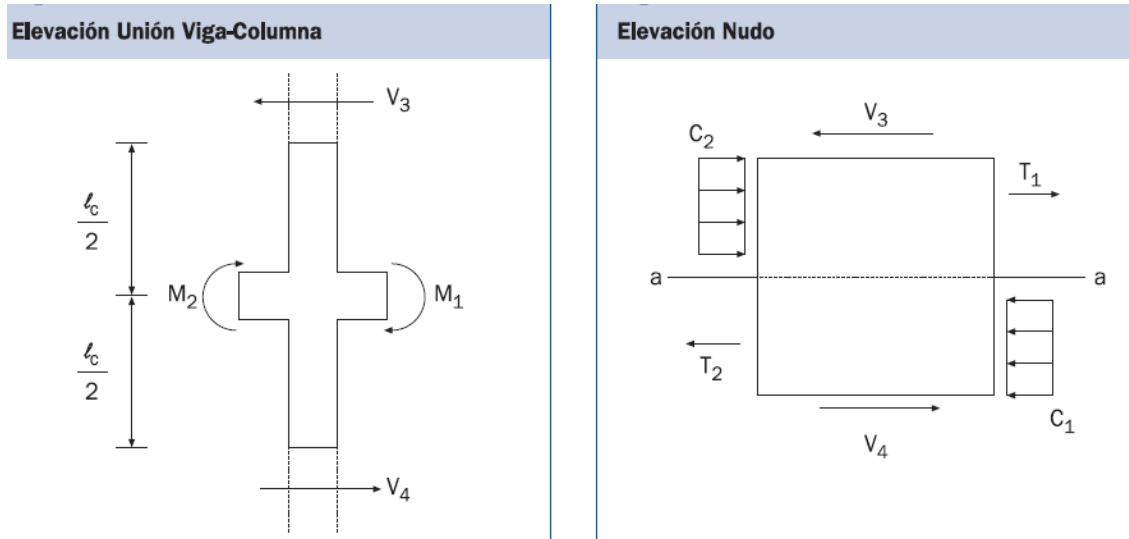 Elevación Unión Viga-Columna
V3
ℓc
2
M2
M1
ℓc
2
V4
Elevación Nudo
V3
C2
T1
a
a
T2
C1
V4